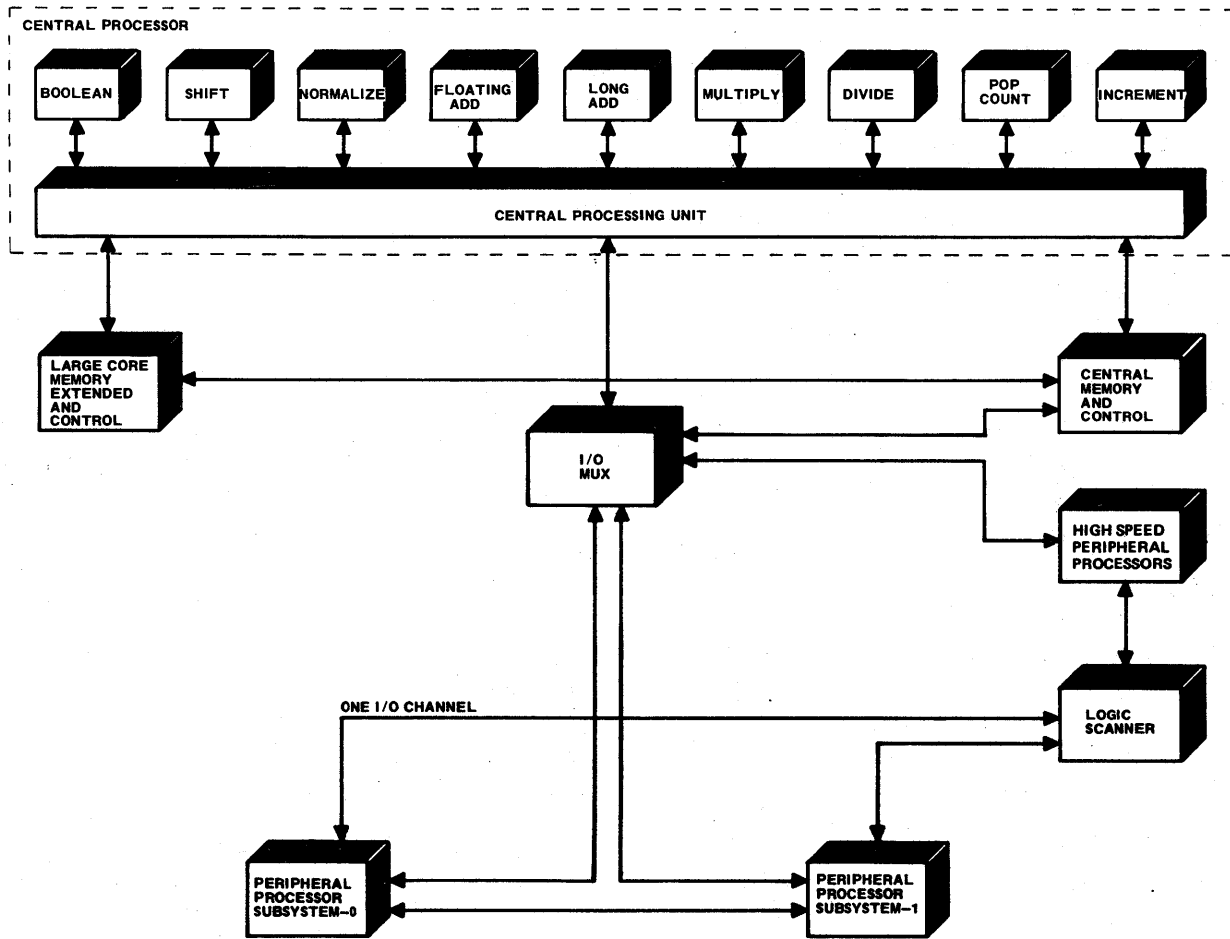 CENTRAL PROCESSOR
BOOLEAN
SHIFT
NORMALIZE
FLOATING
ADD
LONG
ADD
MULTIPLY
DIVIDE
POP
COUNT
INCREMENT
CENTRAL PROCESSING UNIT
LARGE CORE
MEMORY
EXTENDED
AND
CONTROL
CENTRAL
MEMORY
AND
CONTROL
I/O
MUX
HIGH SPEED
PERIPHERAL
PROCESSORS
ONE I/O CHANNEL
LOGIC
SCANNER
PERIPHERAL
PROCESSOR
SUBSYSTEM-0
PERIPHERAL
PROCESSOR
SUBSYSTEM-1